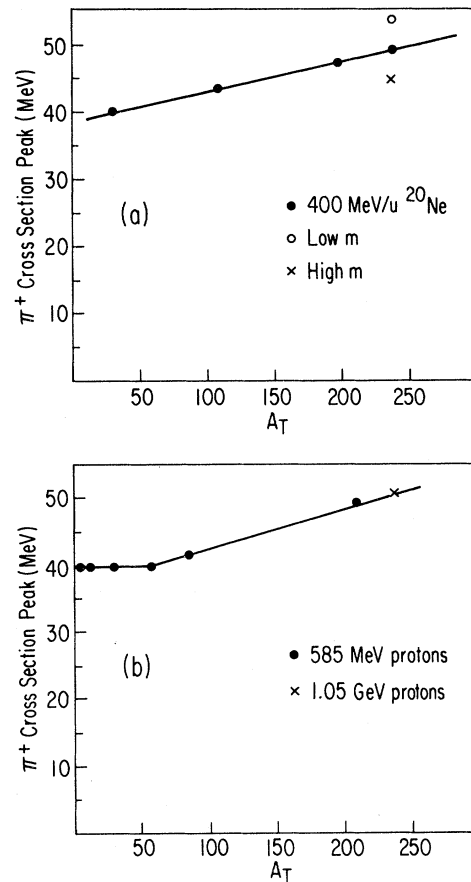 π+ Cross Section Peak (MeV)
50
40
30
20
10
(a)
● 400 MeV/u 20Ne
○ Low m
× High m
50
100
150
200
250
AT
π+ Cross Section Peak (MeV)
50
40
30
20
10
(b)
● 585 MeV protons
× 1.05 GeV protons
50
100
150
200
250
AT